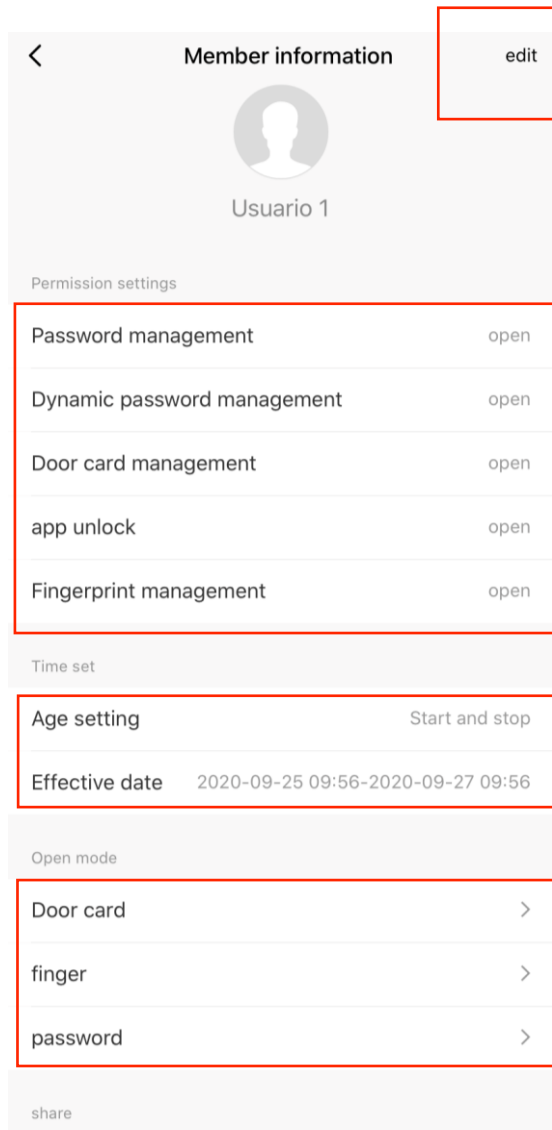 Member information edit
Usuario 1
Permission settings
Password management open
Dynamic password management open
Door card management open
app unlock open
Fingerprint management open
Time set
Age setting Start and stop
Effective date 2020-09-25 09:56-2020-09-27 09:56
Open mode
Door card
finger
password
share